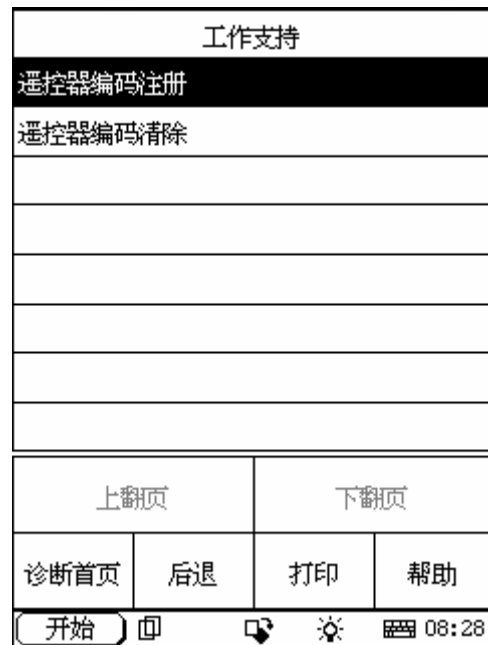 工作支持
遥控器编码注册
遥控器编码清除
上翻页 下翻页
诊断首页 后退 打印 帮助
开始 08:28